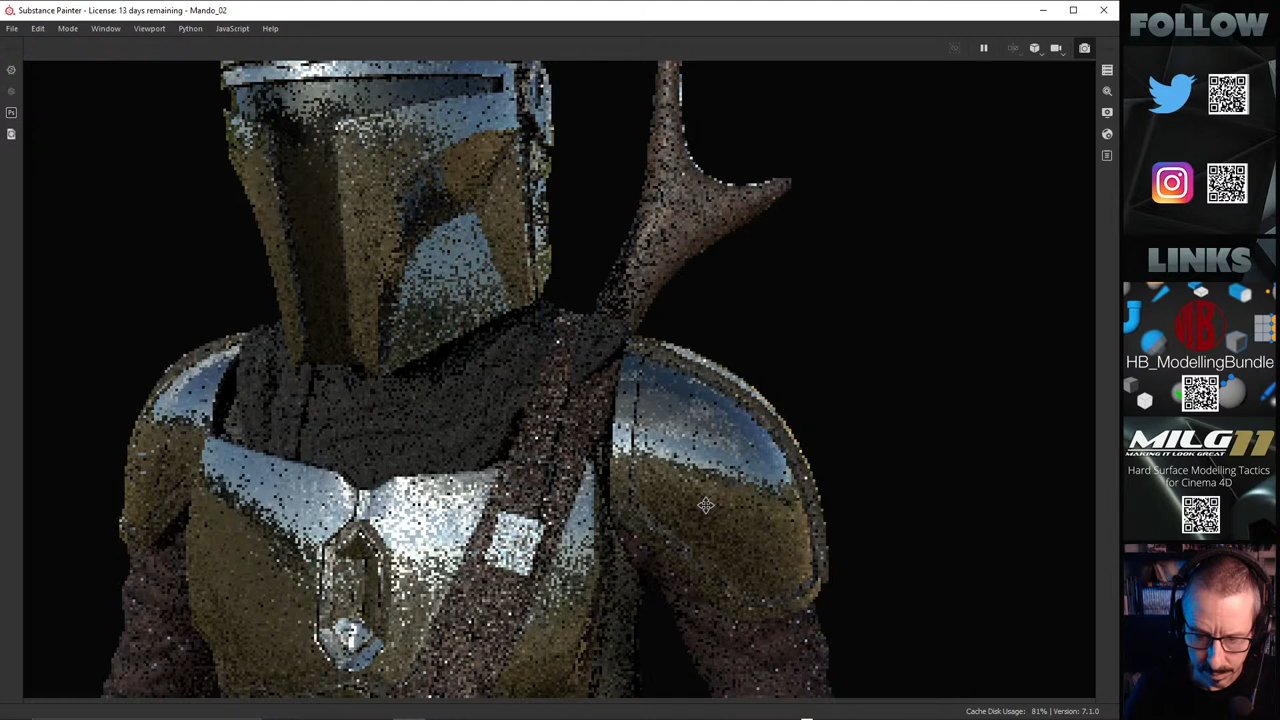 Substance Painter - License: 13 days remaining - Mando_02
File Edit Mode Window Viewport Python JavaScript Help
Ps
Cache Disk Usage: 81% | Version: 7.1.0
FOLLOW
LINKS
HB
HB_ModellingBundle
MILG11
MAKING IT LOOK GREAT
Hard Surface Modelling Tactics
for Cinema 4D